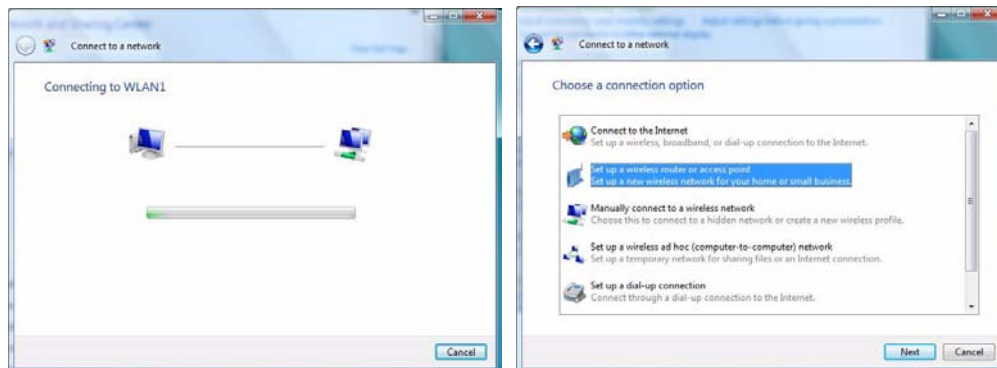 Connect to a network
Connecting to WLAN1
Cancel
Connect to a network
Choose a connection option
Connect to the Internet
Set up a wireless, broadband, or dial-up connection to the Internet.
Set up a wireless router or access point
Set up a new wireless network for your home or small business.
Manually connect to a wireless network
Choose this to connect to a hidden network or create a new wireless profile.
Set up a wireless ad hoc (computer-to-computer) network
Set up a temporary network for sharing files or an Internet connection.
Set up a dial-up connection
Connect through a dial-up connection to the Internet.
Next Cancel